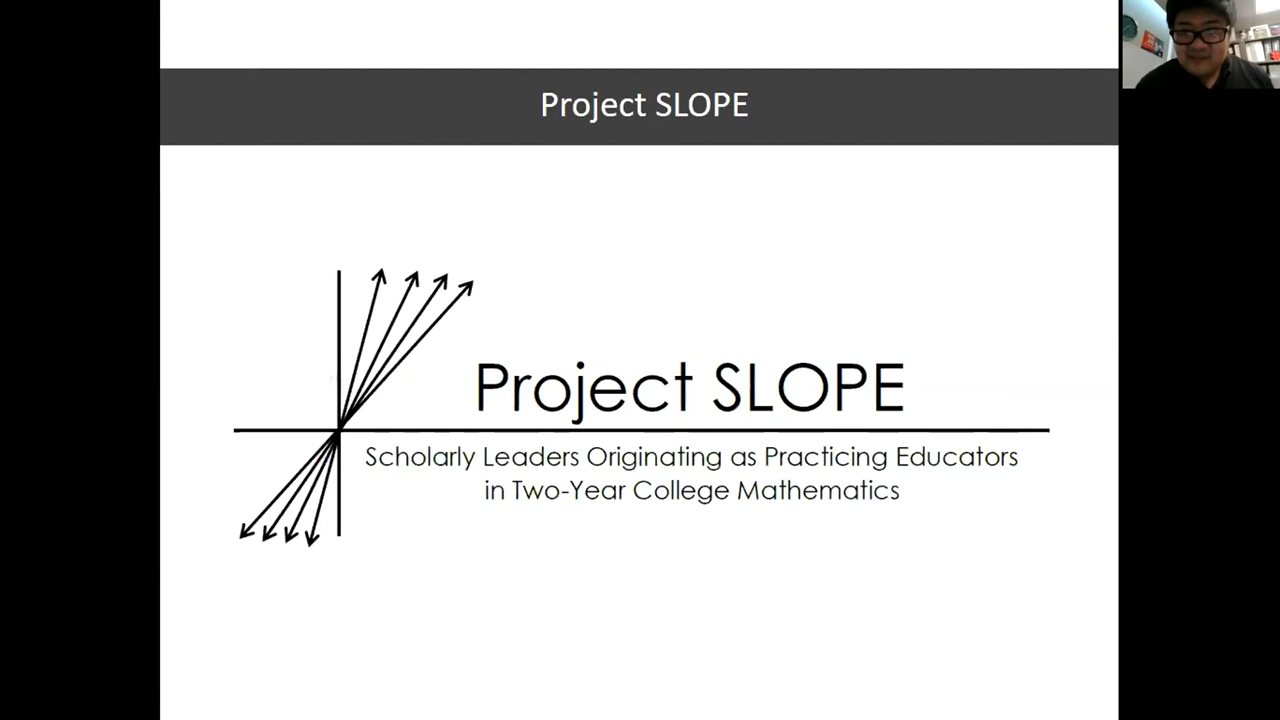 Project SLOPE
Project SLOPE
Scholarly Leaders Originating as Practicing Educators
in Two-Year College Mathematics